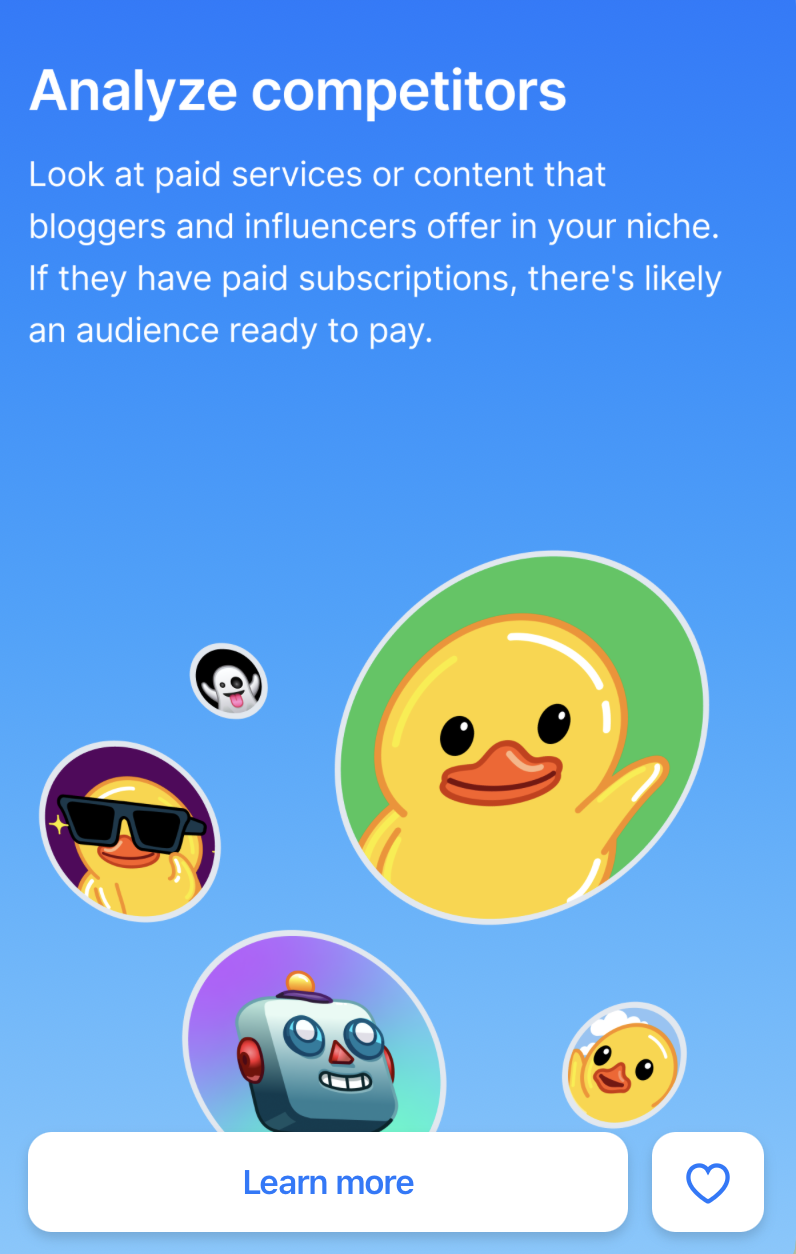 Analyze competitors
Look at paid services or content that
bloggers and influencers offer in your niche.
If they have paid subscriptions, there's likely
an audience ready to pay.
Learn more